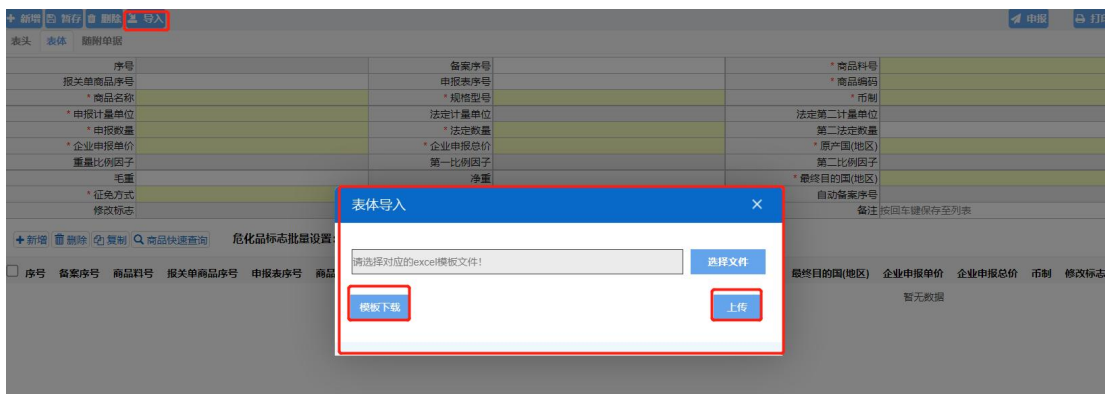 新增 暂存 删除 导入 申报 打印
表头 表体 随附单据
序号 备案序号 *商品料号
报关单商品序号 申报表序号 *商品编码
*商品名称 *规格型号 *币制
*申报计量单位 法定计量单位 法定第二计量单位
*申报数量 *法定数量 第二法定数量
*企业申报单价 *企业申报总价 *原产国(地区)
重量比例因子 第一比例因子 第二比例因子
毛重 净重 *最终目的国(地区)
*征免方式 自动备案序号
修改标志 备注 按回车键保存至列表
表体导入 ×
新增 删除 复制 商品快速查询 危化品标志批量设置:
请选择对应的excel模板文件! 选择文件
序号 备案序号 商品料号 报关单商品序号 申报表序号 商品 最终目的国(地区) 企业申报单价 企业申报总价 币制 修改标志
模板下载 上传
暂无数据